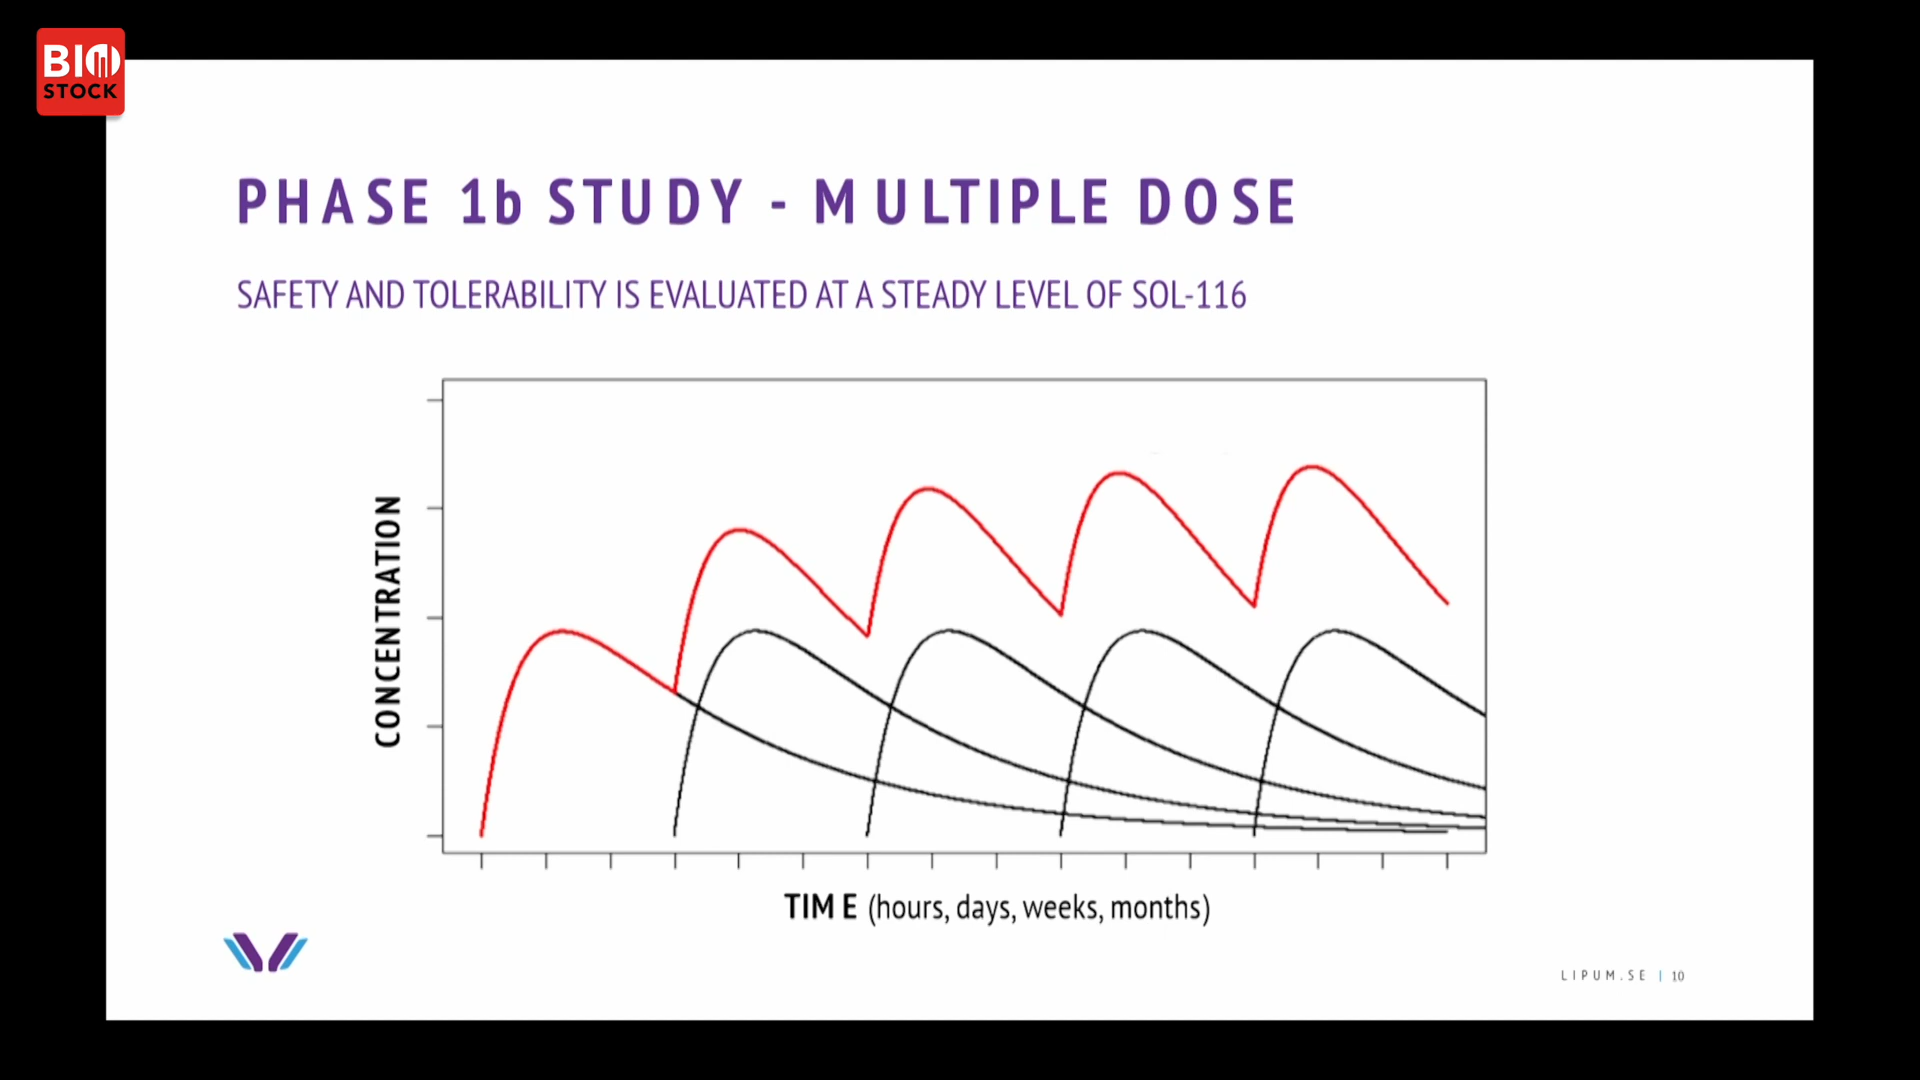 BIO
STOCK
PHASE 1b STUDY - MULTIPLE DOSE
SAFETY AND TOLERABILITY IS EVALUATED AT A STEADY LEVEL OF SOL-116
CONCENTRATION
TIME (hours, days, weeks, months)
LIPUM.SE | 10